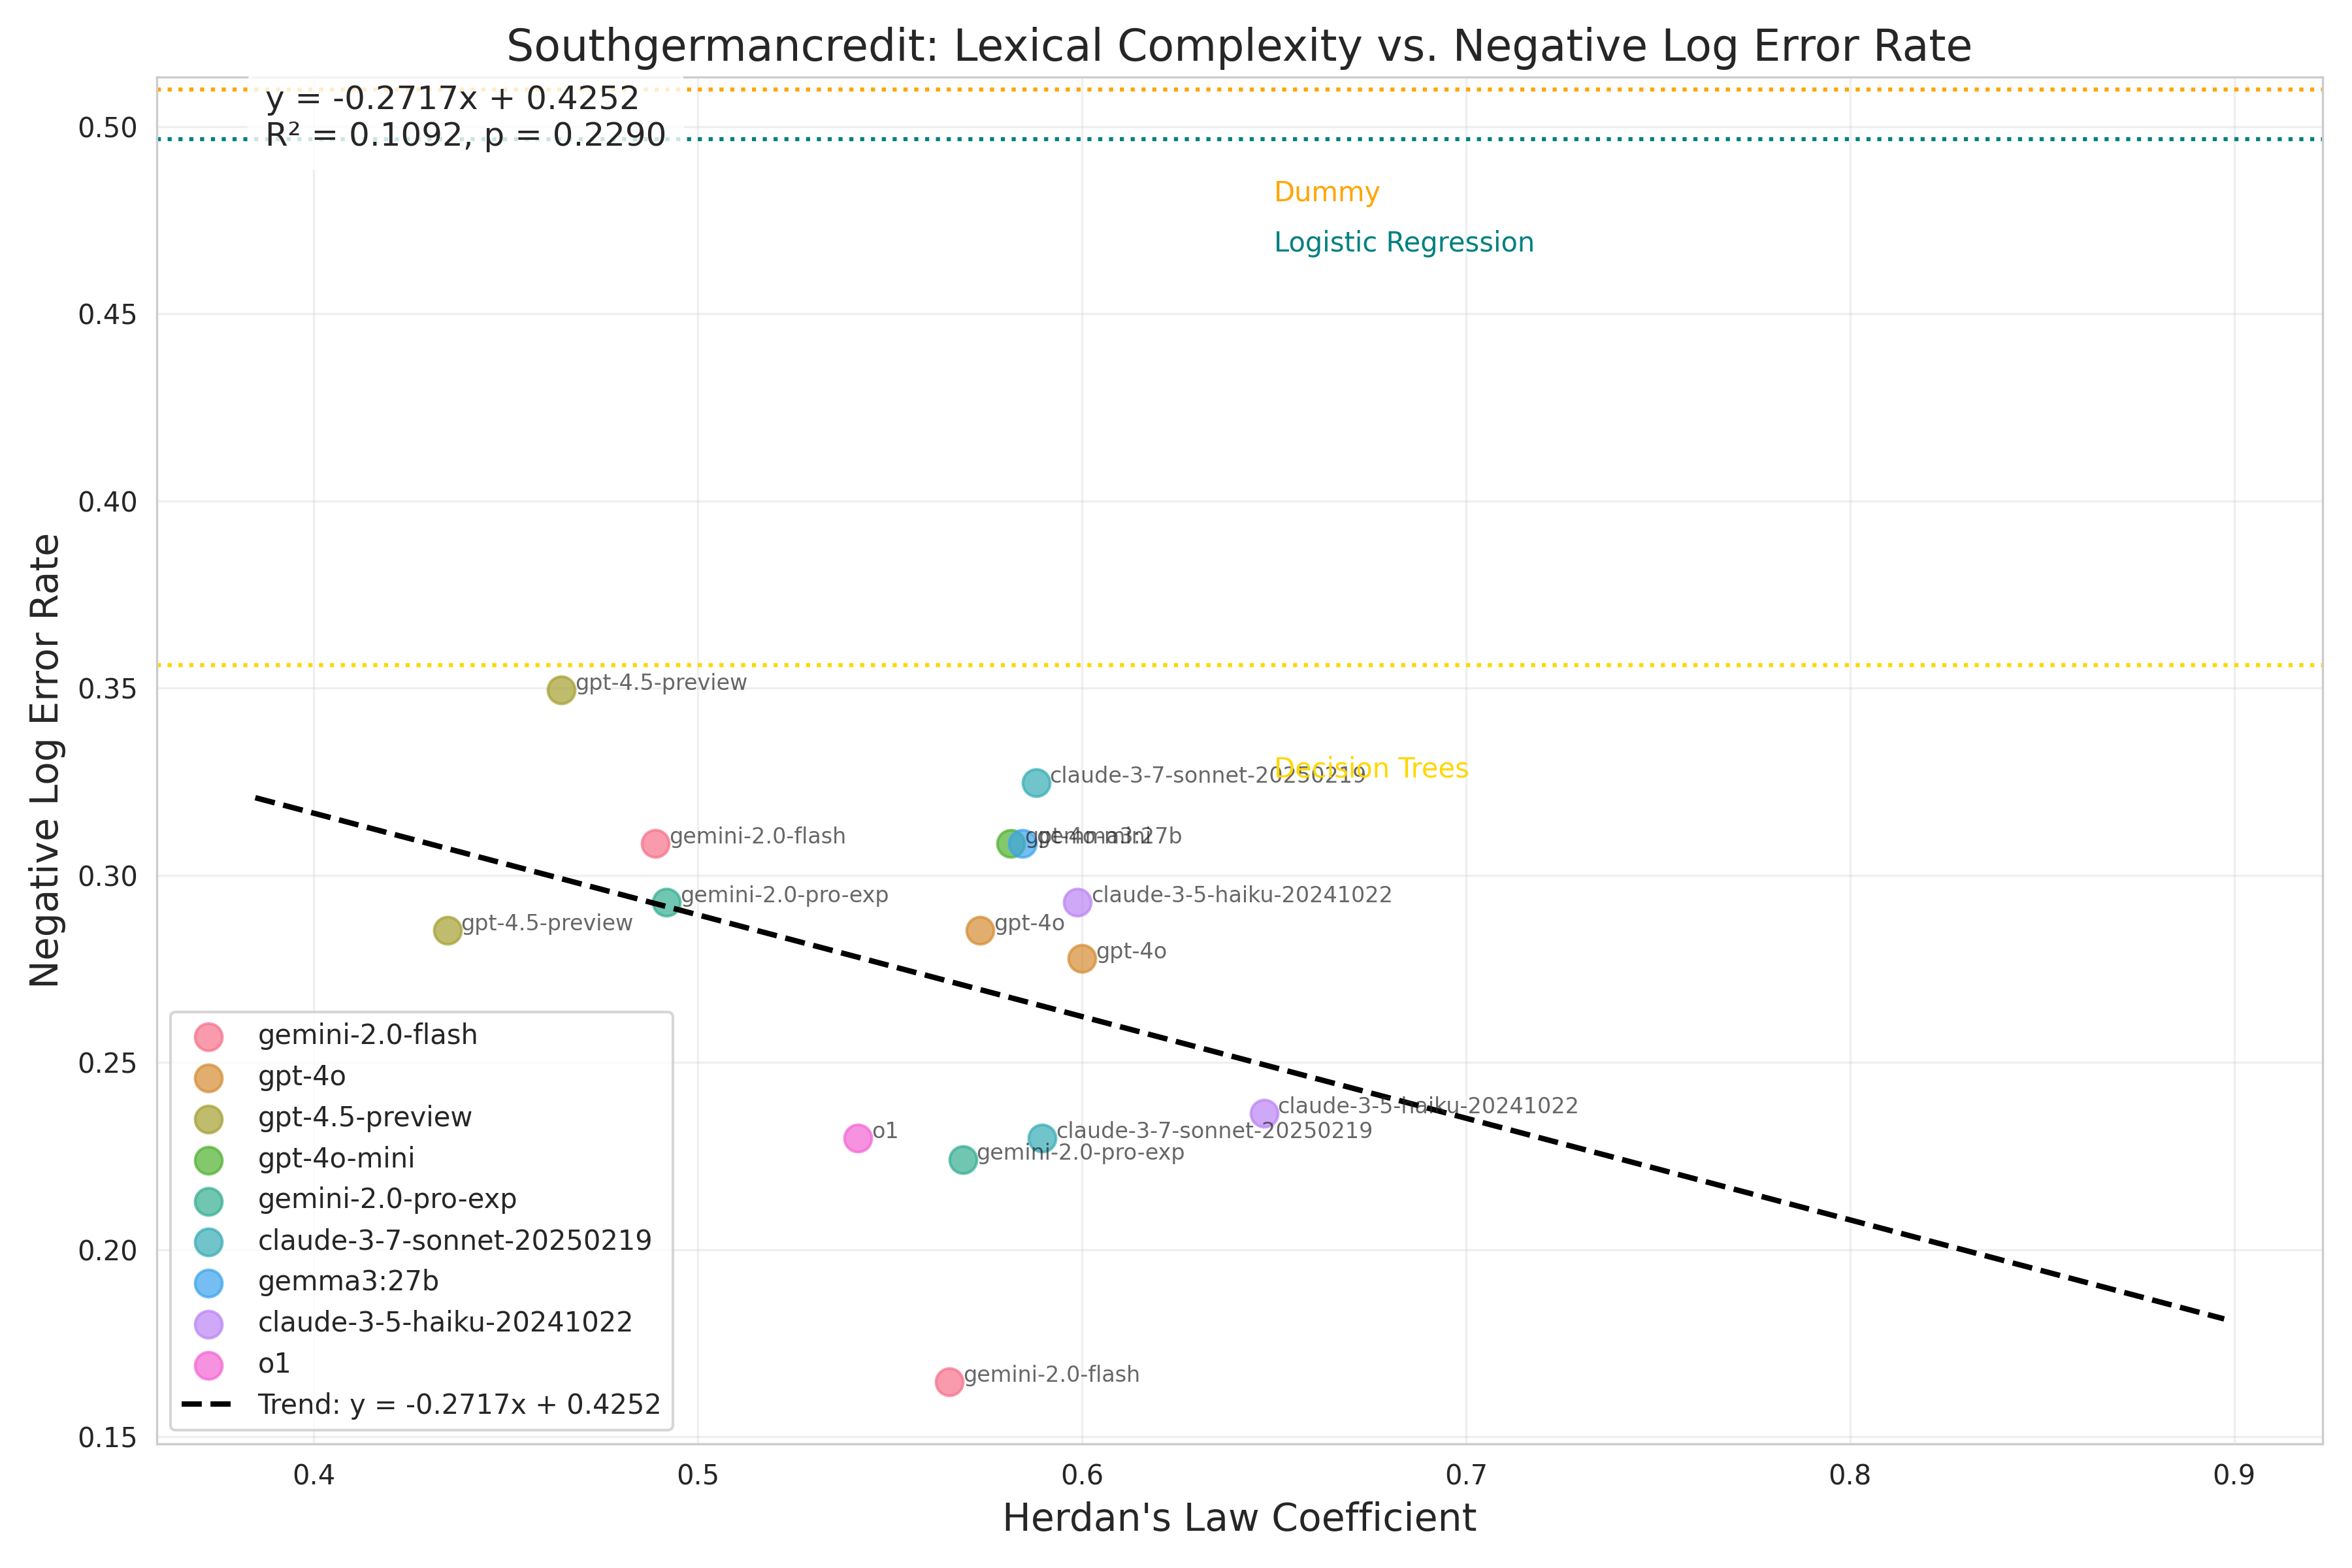 Southgermancredit: Lexical Complexity vs. Negative Log Error Rate
y = -0.2717x + 0.4252
R² = 0.1092, p = 0.2290
Negative Log Error Rate
0.50
0.45
0.40
0.35
0.30
0.25
0.20
0.15
Dummy
Logistic Regression
Decision Trees
gpt-4.5-preview
claude-3-7-sonnet-20250219
gemini-2.0-flash
gpt-4o-mini
gemma3:27b
gemini-2.0-pro-exp
claude-3-5-haiku-20241022
gpt-4.5-preview
gpt-4o
gpt-4o
claude-3-5-haiku-20241022
o1
claude-3-7-sonnet-20250219
gemini-2.0-pro-exp
gemini-2.0-flash
gemini-2.0-flash
gpt-4o
gpt-4.5-preview
gpt-4o-mini
gemini-2.0-pro-exp
claude-3-7-sonnet-20250219
gemma3:27b
claude-3-5-haiku-20241022
o1
Trend: y = -0.2717x + 0.4252
0.4
0.5
0.6
0.7
0.8
0.9
Herdan's Law Coefficient